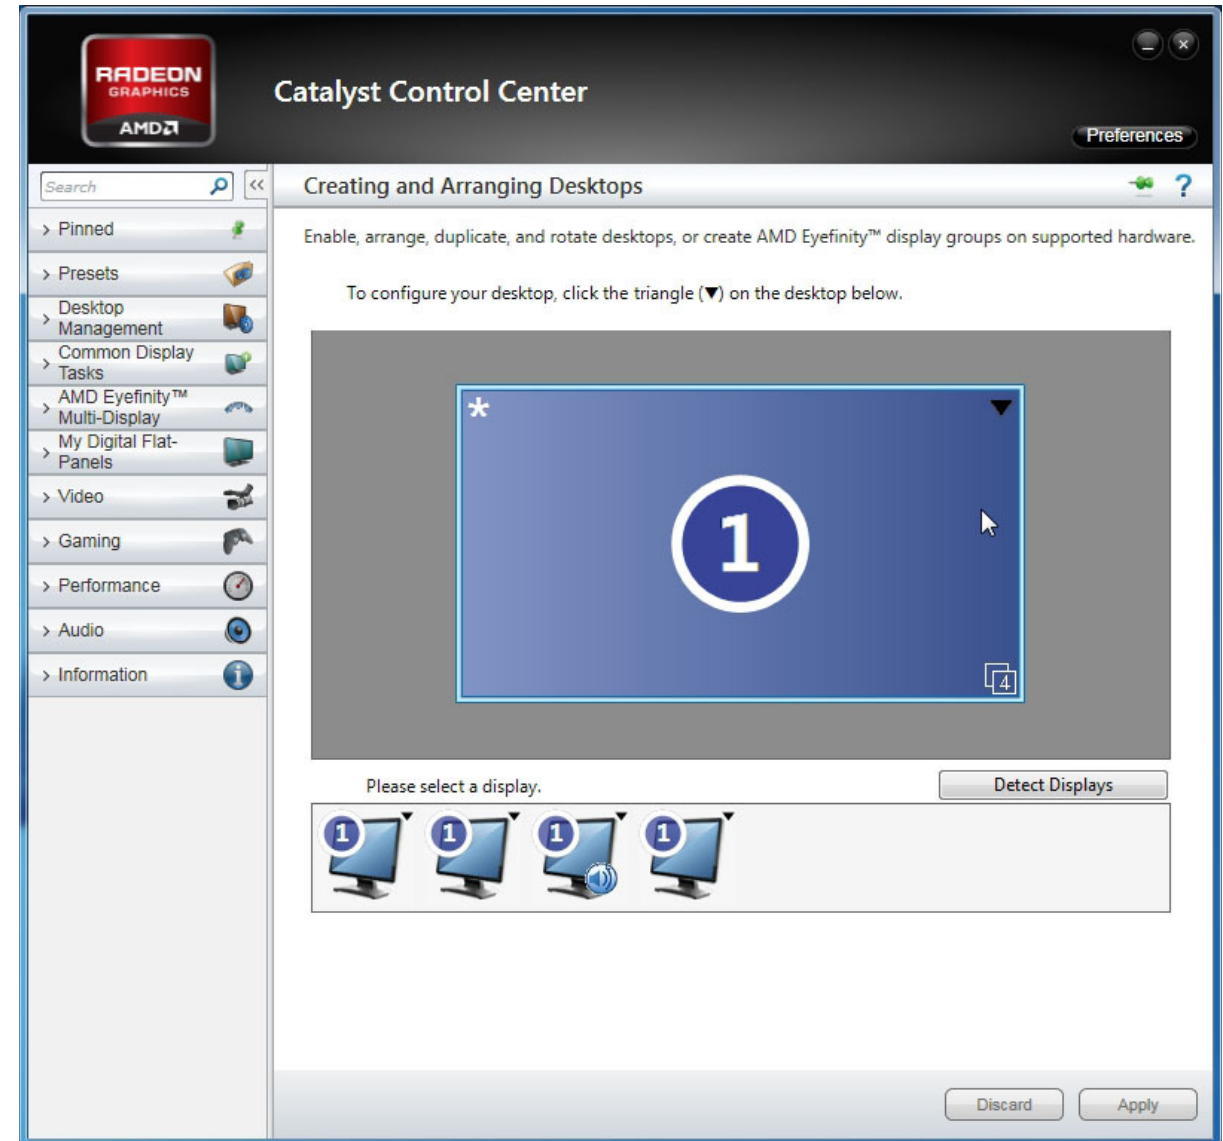 RADEON
GRAPHICS
AMD
Catalyst Control Center
Preferences
Search
<<
Creating and Arranging Desktops
?
> Pinned
Enable, arrange, duplicate, and rotate desktops, or create AMD Eyefinity™ display groups on supported hardware.
> Presets
To configure your desktop, click the triangle (▼) on the desktop below.
> Desktop
Management
> Common Display
Tasks
> AMD Eyefinity™
Multi-Display
> My Digital Flat-
Panels
> Video
> Gaming
> Performance
> Audio
> Information
*
1
4
Please select a display.
Detect Displays
1 1 1 1
Discard
Apply